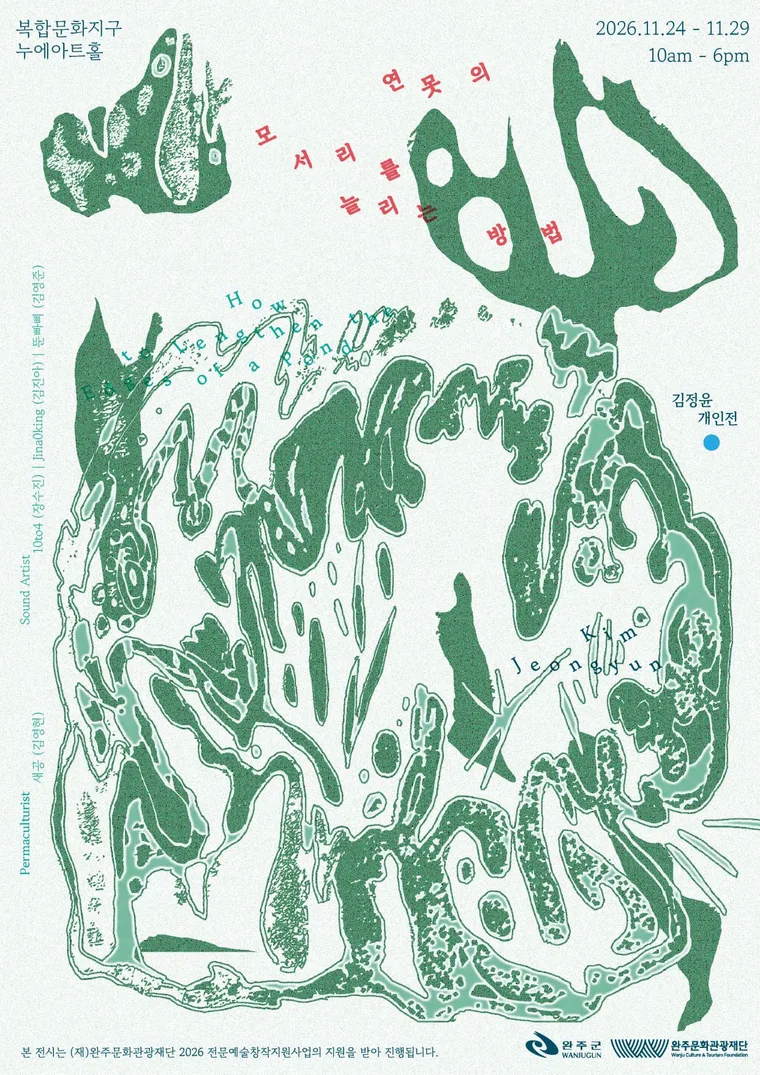 복합문화지구
누에아트홀
2026.11.24 - 11.29
10am - 6pm
연못의
모서리를
늘리는 방법
How
to Lengthen the
Edges of a Pond
김정윤
개인전
Kim
Jeongyun
Sound Artist 10to4 (장수진) | Jina0king (김진아) | 뚠빠삐 (김영준)
Permaculturist 새공 (김영현)
본 전시는 (재)완주문화관광재단 2026 전문예술창작지원사업의 지원을 받아 진행됩니다.
완주군
WANJUGUN
완주문화관광재단
Wanju Culture & Tourism Foundation